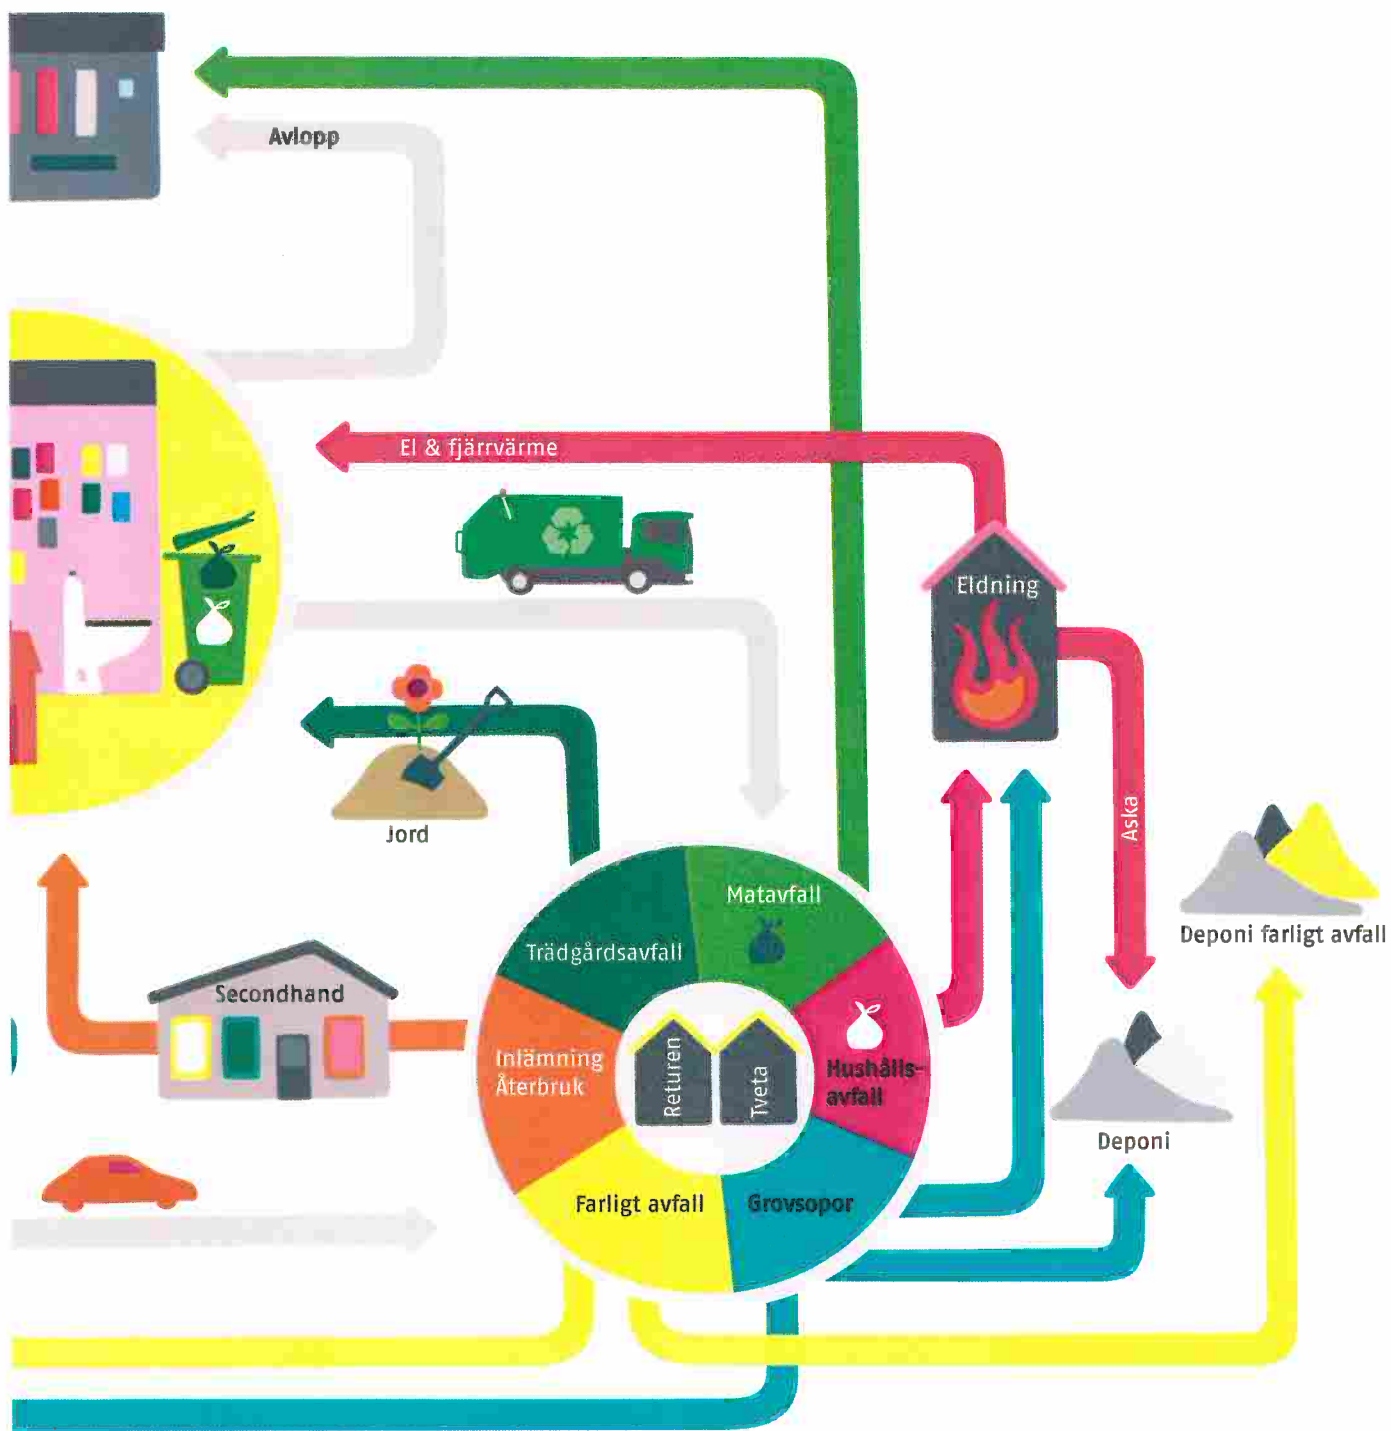 Avlopp
El & fjärrvärme
Eldning
Jord
Aska
Matavfall
Deponi farligt avfall
Trädgårdsavfall
Secondhand
Inlämning
Återbruk
Returen
Tveta
Hushålls-
avfall
Deponi
Farligt avfall
Grovsopor